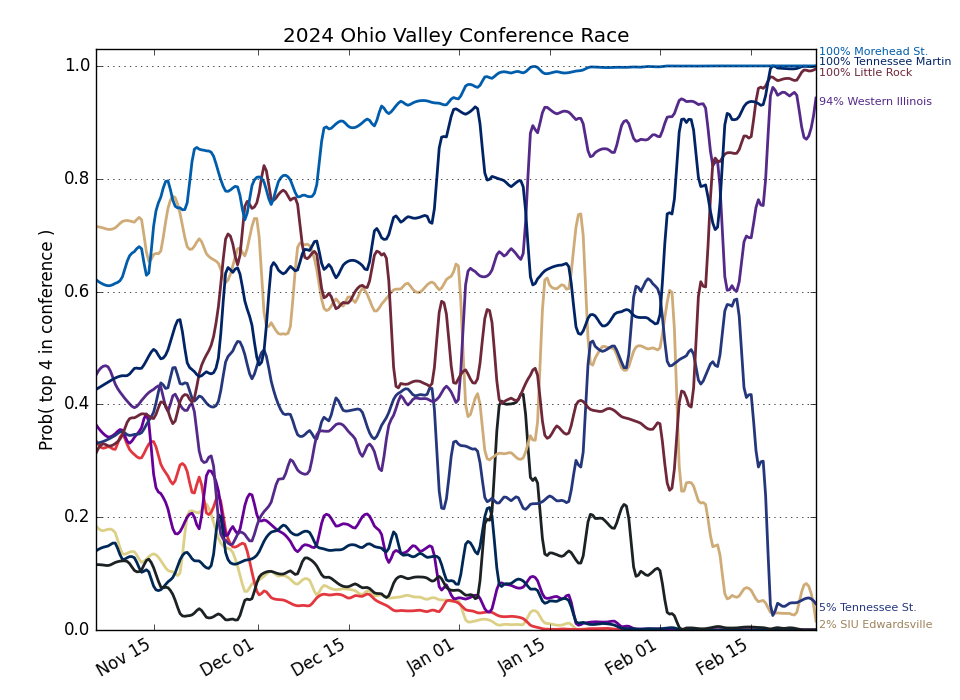 2024 Ohio Valley Conference Race
100% Morehead St.
100% Tennessee Martin
100% Little Rock
94% Western Illinois
5% Tennessee St.
2% SIU Edwardsville
Prob( top 4 in conference )
1.0
0.8
0.6
0.4
0.2
0.0
Nov 15
Dec 01
Dec 15
Jan 01
Jan 15
Feb 01
Feb 15